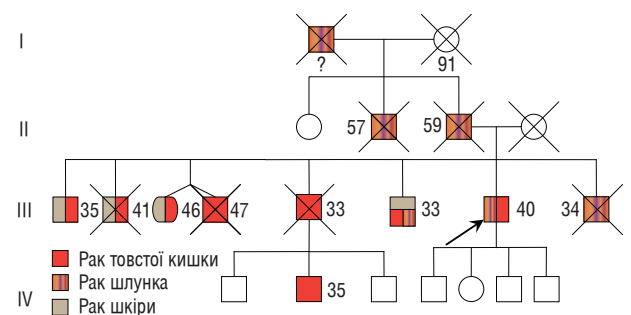 I
? 91
II
57 59
III
35 41 46 47 33 33 40 34
Рак товстої кишки
Рак шлунка
IV
35
Рак шкіри